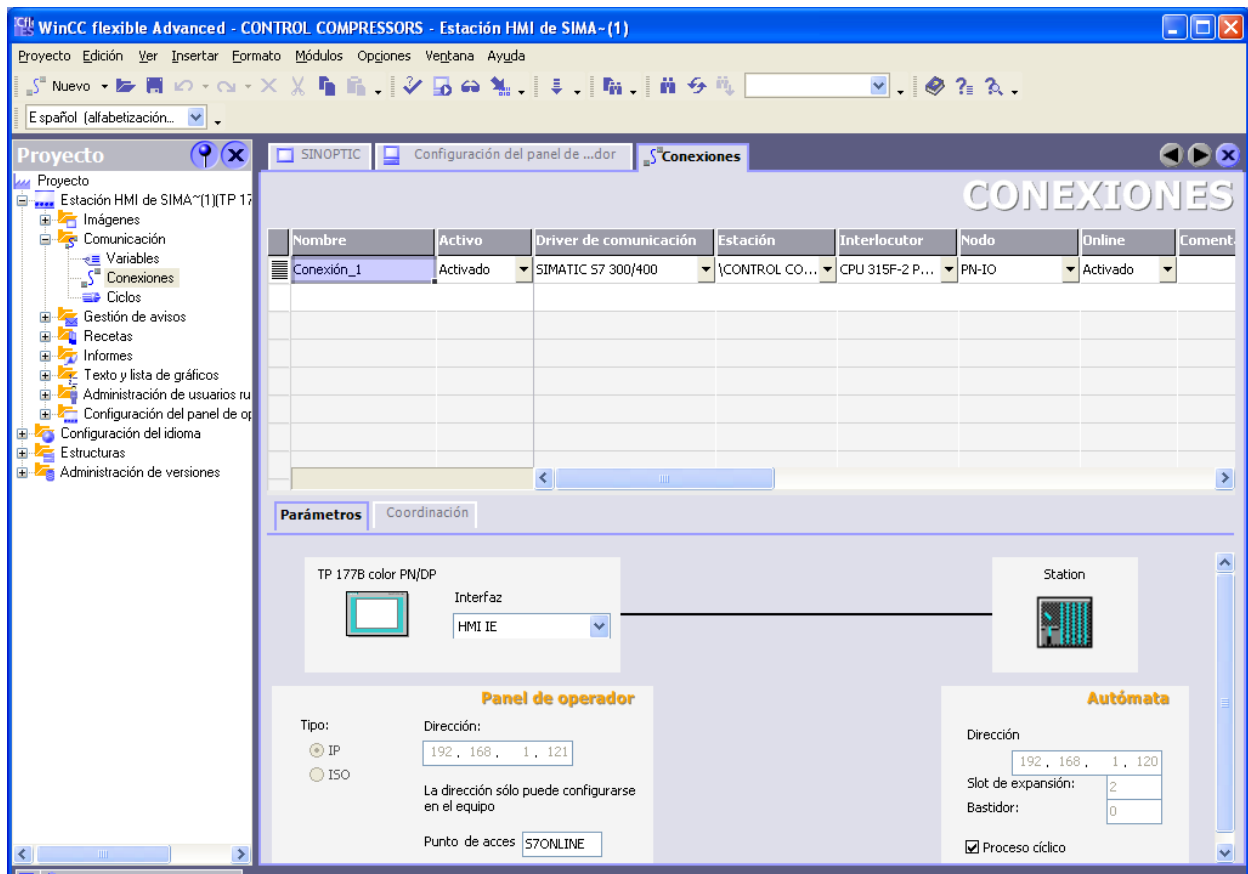 WinCC flexible Advanced - CONTROL COMPRESSORS - Estación HMI de SIMA~(1)
Proyecto Edición Ver Insertar Formato Módulos Opciones Ventana Ayuda
Nuevo
Español (alfabetización...
Proyecto
SINOPTIC
Configuración del panel de ...dor
Conexiones
Proyecto
Estación HMI de SIMA~(1)(TP 17
Imágenes
Comunicación
Variables
Conexiones
Ciclos
Gestión de avisos
Recetas
Informes
Texto y lista de gráficos
Administración de usuarios ru
Configuración del panel de op
Configuración del idioma
Estructuras
Administración de versiones
CONEXIONES
Nombre Activo Driver de comunicación Estación Interlocutor Nodo Online Coment
Conexión_1 Activado SIMATIC S7 300/400 \CONTROL CO... CPU 315F-2 P... PN-IO Activado
Parámetros Coordinación
TP 177B color PN/DP
Interfaz
HMI IE
Station
Panel de operador
Tipo:
IP
ISO
Dirección:
192 . 168 . 1 . 121
La dirección sólo puede configurarse
en el equipo
Punto de acces S7ONLINE
Autómata
Dirección
192 . 168 . 1 . 120
Slot de expansión: 2
Bastidor: 0
Proceso cíclico